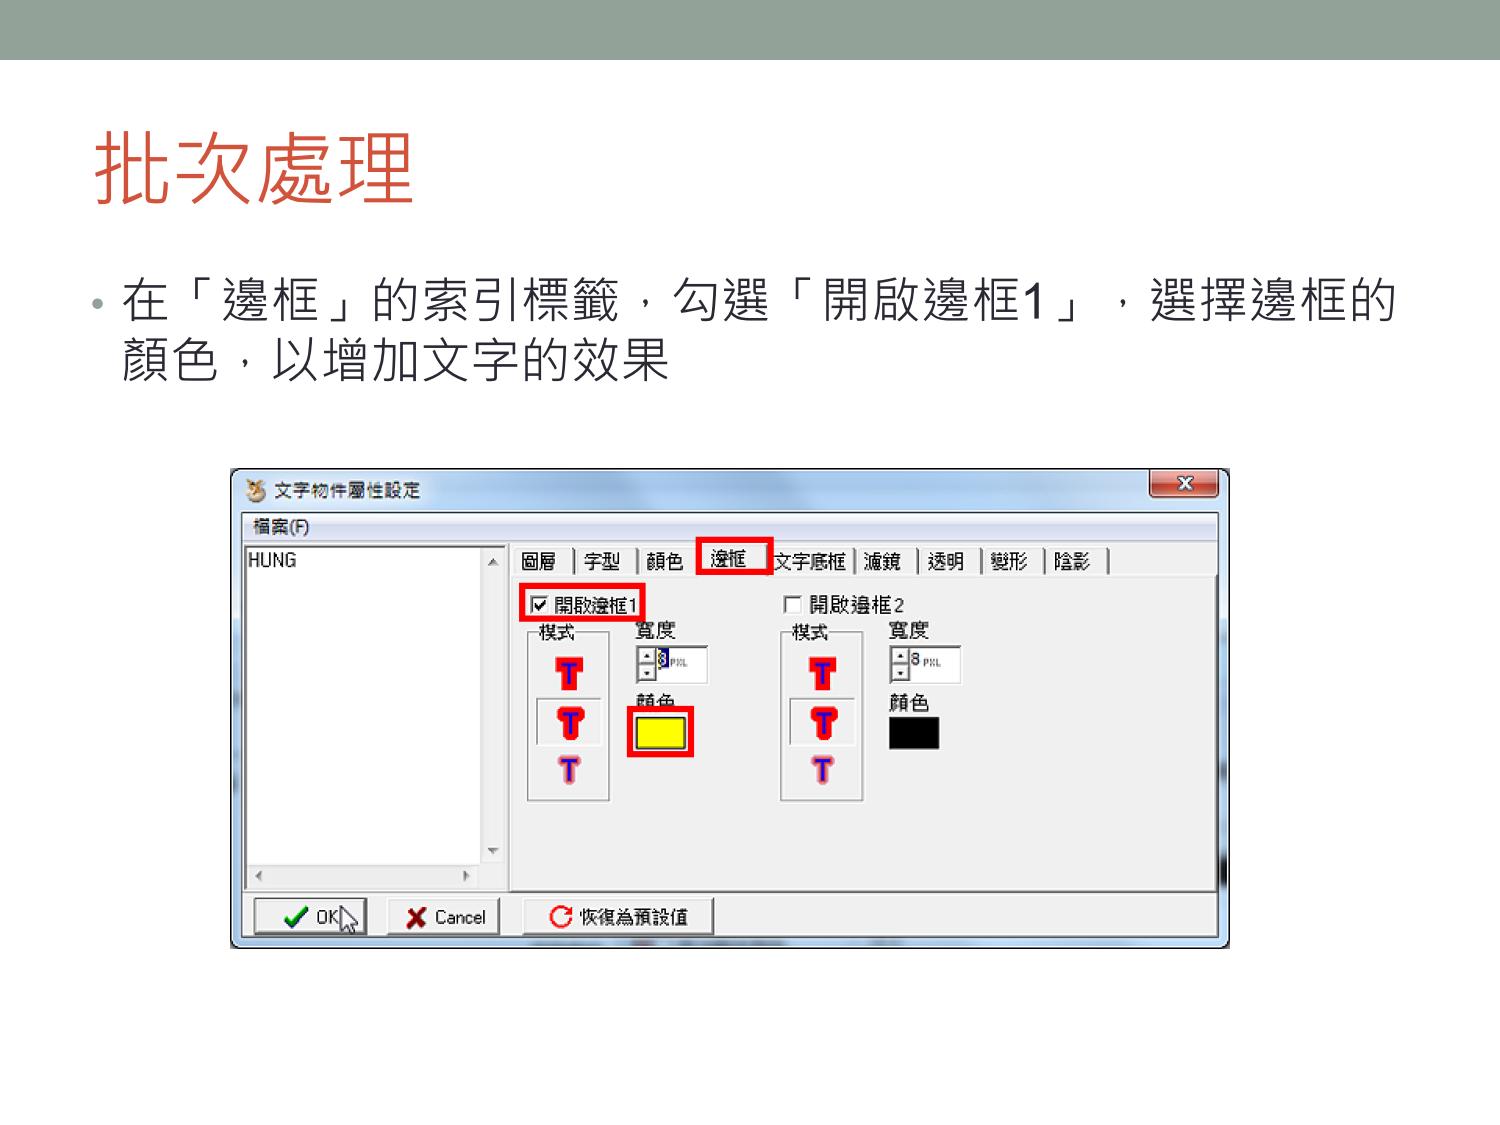 批次處理
• 在「邊框」的索引標籤，勾選「開啟邊框1」，選擇邊框的
顏色，以增加文字的效果
文字物件屬性設定
檔案(F)
HUNG
圖層 字型 顏色 邊框 文字底框 濾鏡 透明 變形 陰影
開啟邊框1 開啟邊框2
模式 寬度 模式 寬度
T 8 PXL T 8 PXL
顏色 顏色
T T
T T
OK Cancel 恢復為預設值